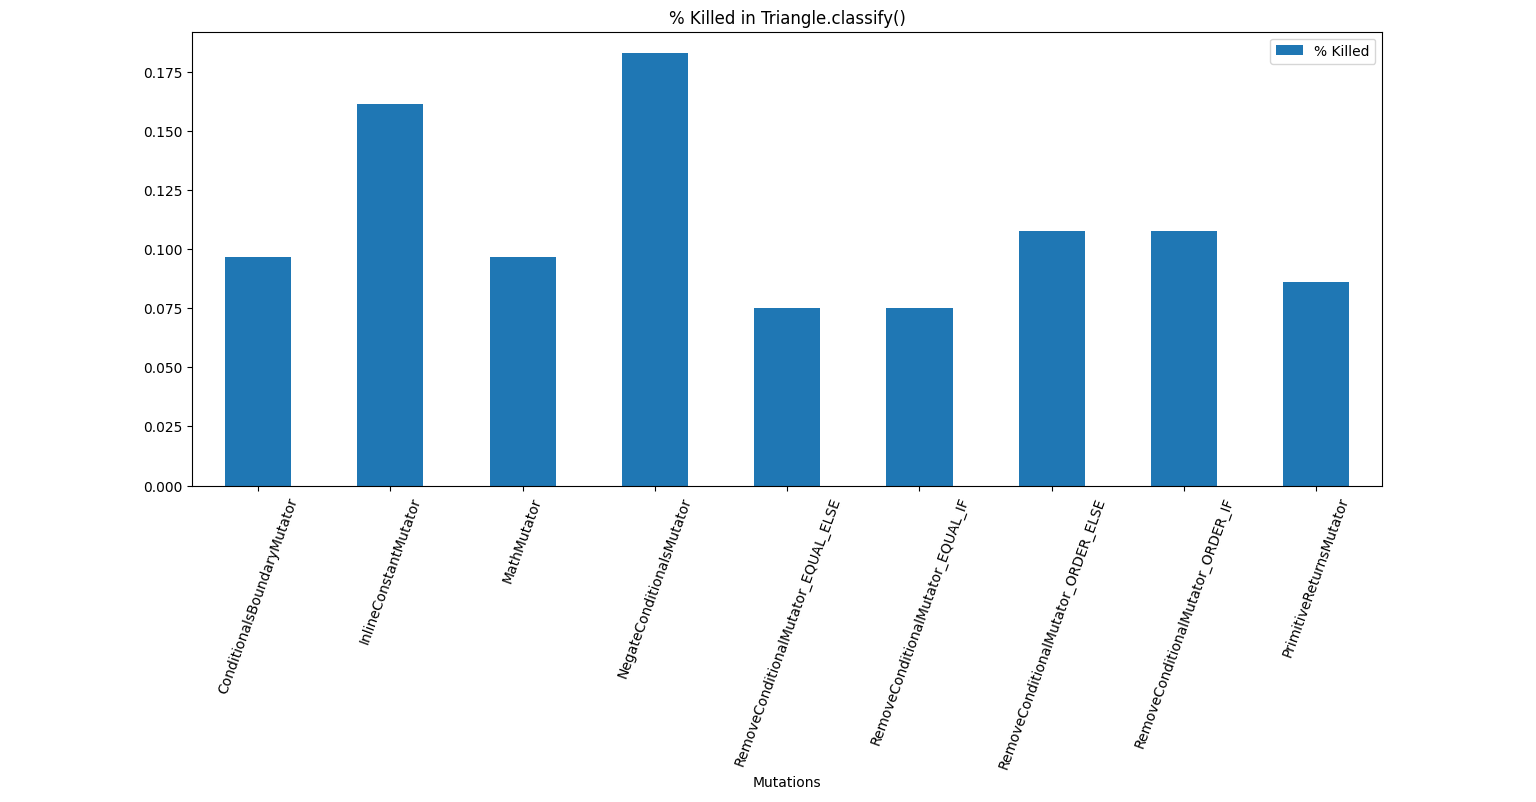 % Killed in Triangle.classify()
% Killed
0.175
0.150
0.125
0.100
0.075
0.050
0.025
0.000
ConditionalsBoundaryMutator
InlineConstantMutator
MathMutator
NegateConditionalsMutator
RemoveConditionalMutator_EQUAL_ELSE
RemoveConditionalMutator_EQUAL_IF
RemoveConditionalMutator_ORDER_ELSE
RemoveConditionalMutator_ORDER_IF
PrimitiveReturnsMutator
Mutations